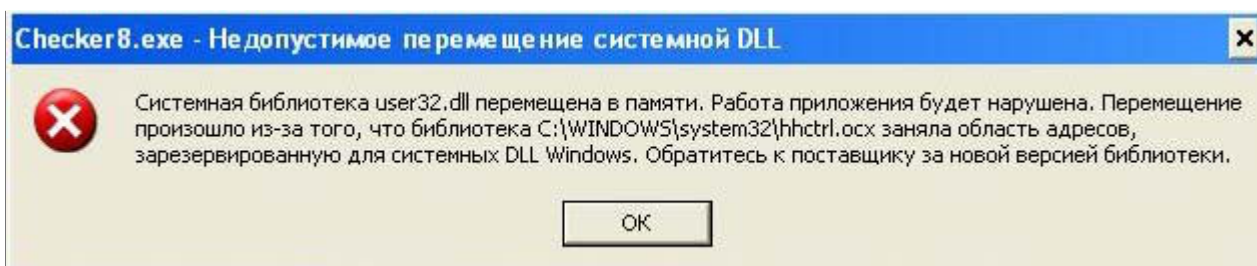 Checker8.exe - Недопустимое перемещение системной DLL
Системная библиотека user32.dll перемещена в памяти. Работа приложения будет нарушена. Перемещение
произошло из-за того, что библиотека C:\WINDOWS\system32\hhctrl.ocx заняла область адресов,
зарезервированную для системных DLL Windows. Обратитесь к поставщику за новой версией библиотеки.
OK